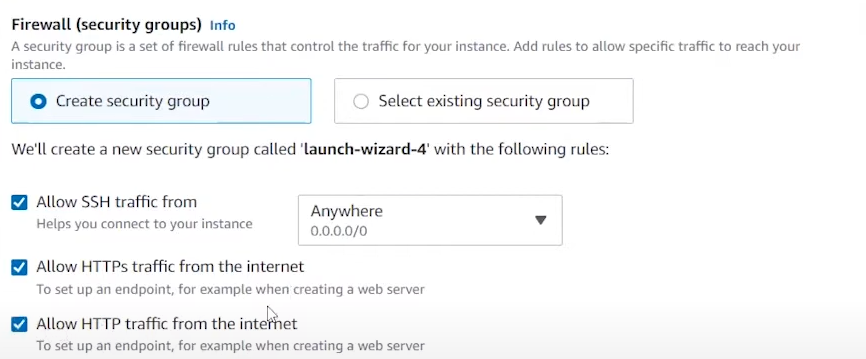 Firewall (security groups) Info
A security group is a set of firewall rules that control the traffic for your instance. Add rules to allow specific traffic to reach your
instance.
Create security group
Select existing security group
We'll create a new security group called 'launch-wizard-4' with the following rules:
Allow SSH traffic from
Helps you connect to your instance
Anywhere
0.0.0.0/0
Allow HTTPs traffic from the internet
To set up an endpoint, for example when creating a web server
Allow HTTP traffic from the internet
To set up an endpoint, for example when creating a web server